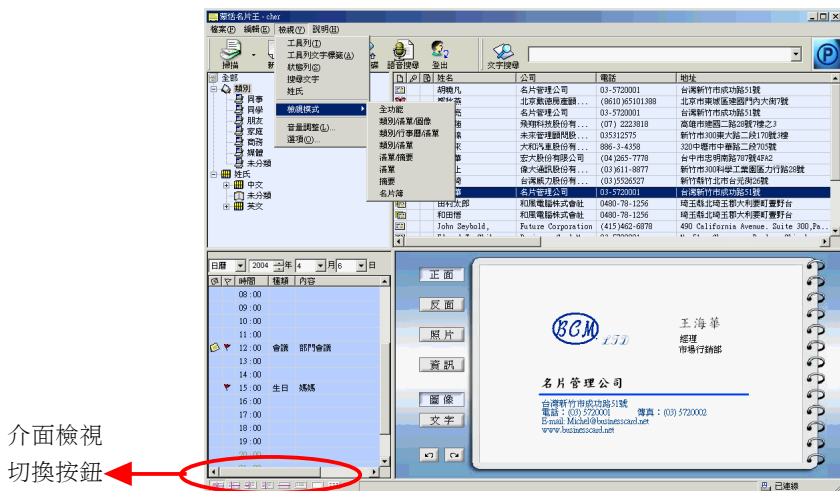 蒙恬名片王 - cher
檔案(F) 編輯(E) 檢視(V) 說明(H)
工具列(T)
工具列文字標籤(A)
狀態列(S)
搜尋文字
姓氏
檢視模式
音量調整(L)...
選項(O)...
全功能
類別/清單/圖像
類別/行事曆/清單
類別/清單
清單/摘要
清單
摘要
名片簿
掃描
語音搜尋
登出
文字搜尋
全部
類別
同事
同學
朋友
家庭
商務
媒體
未分類
姓氏
中文
未分類
英文
姓名 公司 電話 地址
胡曉凡 名片管理公司 03-5720001 台灣新竹市成功路51號
(8610)65101388 北京市東城區建國門內大街7號
名片管理公司 03-5720001 台灣新竹市成功路51號
飛翔科技股份有... (07) 2223818 高雄市建國二路28號7樓之3
未來管理顧問股... 035312575 新竹市300東大路二段170號3樓
大和汽車股份有... 886-3-4358 320中壢市中華路二段705號
宏大股份有限公司 (04)265-7778 台中市忠明南路787號4FA2
偉大通訊股份有... (03)611-8877 新竹市300科學工業園區力行路28號
台灣威力股份有... (03)5526527 新竹縣竹北市台元街26號
名片管理公司 03-5720001 台灣新竹市成功路51號
田村太郎 和風電腦株式會社 0480-78-1256 埼玉縣北埼玉郡大利要町豐野台
和田悟 和風電腦株式會社 0480-78-1256 埼玉縣北埼玉郡大利要町豐野台
John Seybold, Future Corporation (415)462-6878 490 California Avenue. Suite 300,Pa..
日曆 2004 年 4 月 6 日
時間 種類 內容
08:00
09:00
10:00
11:00
12:00 會議 部門會議
13:00
14:00
15:00 生日 媽媽
16:00
17:00
18:00
19:00
正面
反面
照片
資訊
圖像
文字
BCM LTD
王海華
經理
市場行銷部
名片管理公司
台灣新竹市成功路51號
電話：(03) 5720001 傳真：(03) 5720002
E-mail: Michel@businesscard.net
www.businesscard.net
已連線
介面檢視
切換按鈕